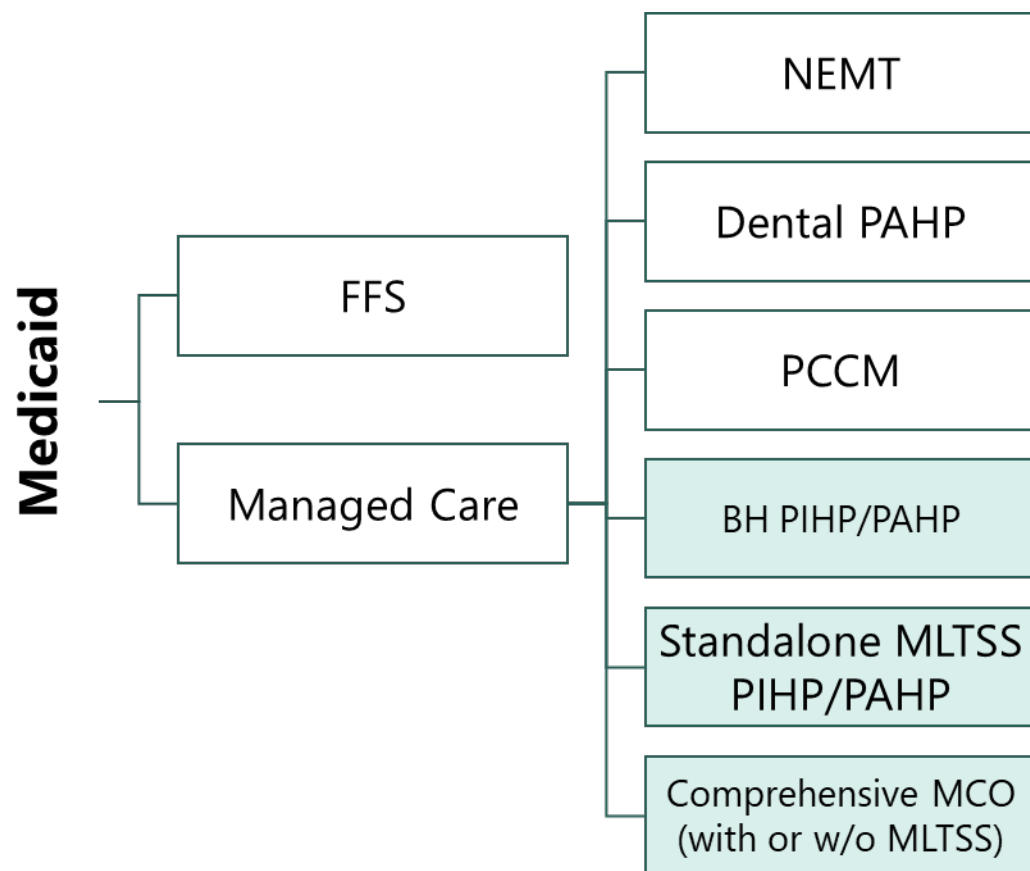 Medicaid
FFS
Managed Care
NEMT
Dental PAHP
PCCM
BH PIHP/PAHP
Standalone MLTSS
PIHP/PAHP
Comprehensive MCO
(with or w/o MLTSS)